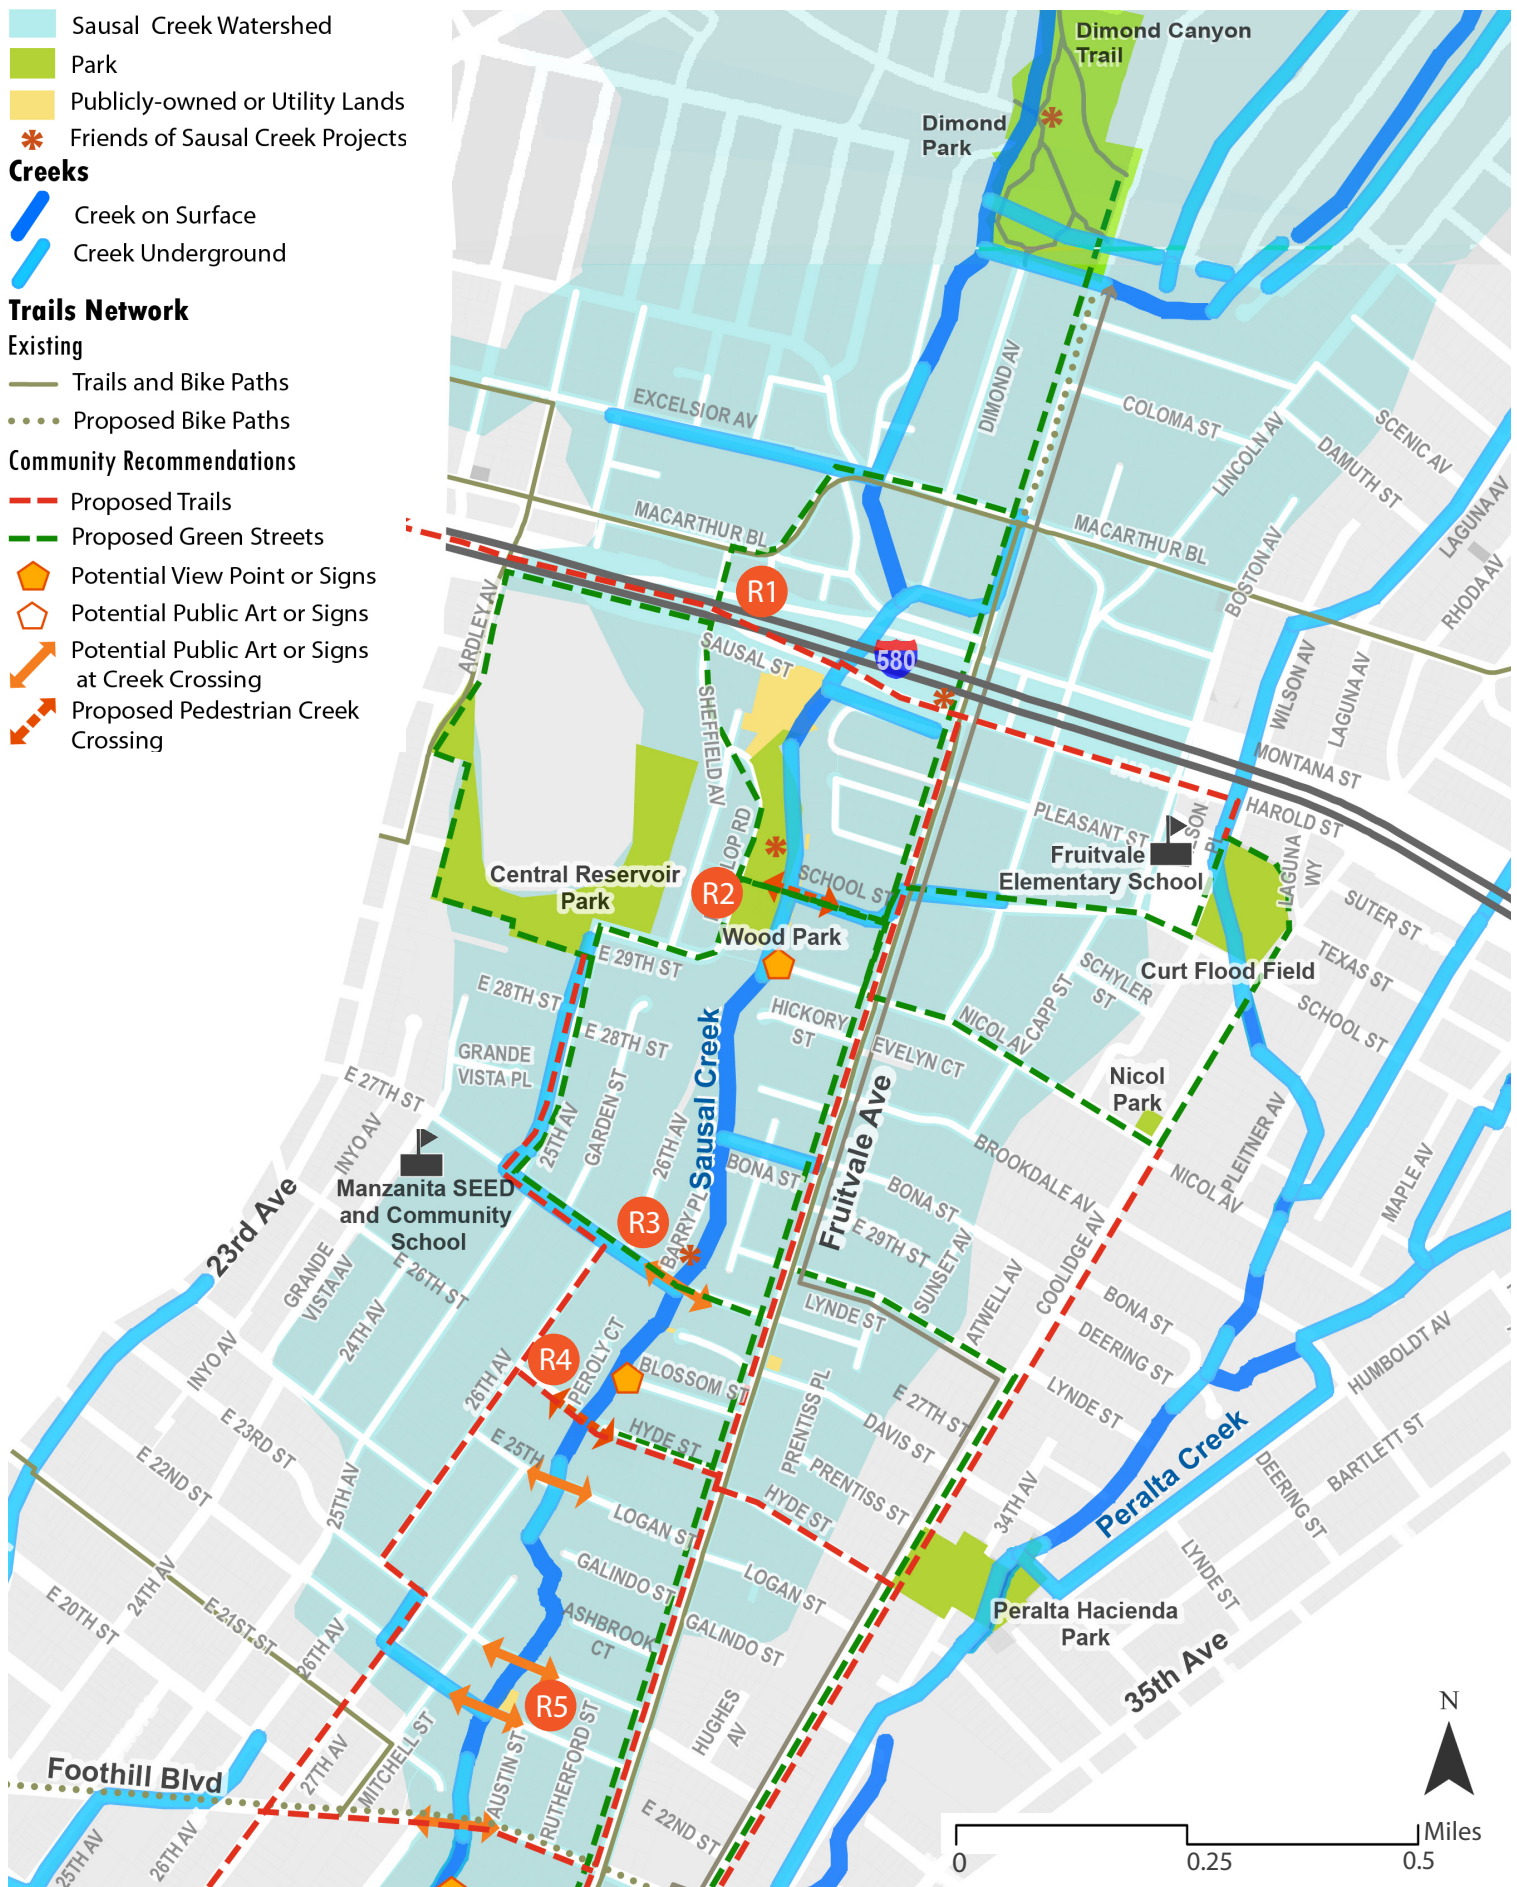 Sausal Creek Watershed
Park
Publicly-owned or Utility Lands
Friends of Sausal Creek Projects
Creeks
Creek on Surface
Creek Underground
Trails Network
Existing
Trails and Bike Paths
Proposed Bike Paths
Community Recommendations
Proposed Trails
Proposed Green Streets
Potential View Point or Signs
Potential Public Art or Signs
Potential Public Art or Signs
at Creek Crossing
Proposed Pedestrian Creek
Crossing
Dimond Canyon
Trail
Dimond
Park
EXCELSIOR AV
DIMOND AV
COLOMA ST
LINCOLN AV
SCENIC AV
DAMUTH ST
LAGUNA AV
RHODA AV
MACARTHUR BL
MACARTHUR BL
BOSTON AV
R1
580
ARDLEY AV
SAUSAL ST
SHEFFIELD AV
WILSON AV
LAGUNA AV
MONTANA ST
HAROLD ST
PLEASANT ST
Fruitvale
Elementary School
LAGUNA
WY
SUTER ST
Central Reservoir
Park
R2
SCHOOL ST
Wood Park
Curt Flood Field
TEXAS ST
SCHOOL ST
E 29TH ST
E 28TH ST
E 28TH ST
SCHYLER
ST
CAPP ST
HICKORY
ST
NICOL AV
EVELYN CT
GRANDE
VISTA PL
Sausal Creek
Nicol
Park
E 27TH ST
INYO AV
25TH AV
GARDEN ST
26TH AV
Fruitvale Ave
BONA ST
BROOKDALE AV
PLEITNER AV
NICOL AV
MAPLE AV
Manzanita SEED
and Community
School
23rd Ave
R3
BARRY PL
BONA ST
E 29TH ST
SUNSET AV
ATWELL AV
COOLIDGE AV
GRANDE
VISTA AV
E 26TH ST
24TH AV
LYNDE ST
BONA ST
DEERING ST
HUMBOLDT AV
INYO AV
R4
PEROLY CT
BLOSSOM ST
26TH AV
PRENTISS PL
E 27TH ST
DAVIS ST
LYNDE ST
E 23RD ST
E 22ND ST
E 25TH
HYDE ST
PRENTISS ST
HYDE ST
34TH AV
Peralta Creek
DEERING ST
BARTLETT ST
25TH AV
LOGAN ST
GALINDO ST
LOGAN ST
LYNDE ST
24TH AV
E 20TH ST
E 21ST ST
26TH AV
ASHBROOK
CT
GALINDO ST
Peralta Hacienda
Park
35th Ave
R5
HUGHES
AV
Foothill Blvd
27TH AV
MITCHELL ST
AUSTIN ST
RUTHERFORD ST
E 22ND ST
25TH AV
26TH AV
N
Miles
0
0.25
0.5